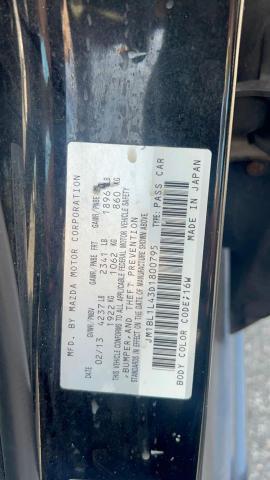 MFD. BY MAZDA MOTOR CORPORATION
GVWR/PNBV GAWR/PNBE FRT GAWR/PNBE RR
02/13 4237 LB 2341 LB 1896 LB
1922 KG 1062 KG 860 KG
THIS VEHICLE CONFORMS TO ALL APPLICABLE FEDERAL MOTOR VEHICLE SAFETY
*BUMPER, AND THEFT PREVENTION
STANDARDS IN EFFECT ON THE DATE OF MANUFACTURE SHOWN ABOVE
JM1BL1L43D1800795 TYPE:PASS CAR
BODY COLOR CODE:16W MADE IN JAPAN